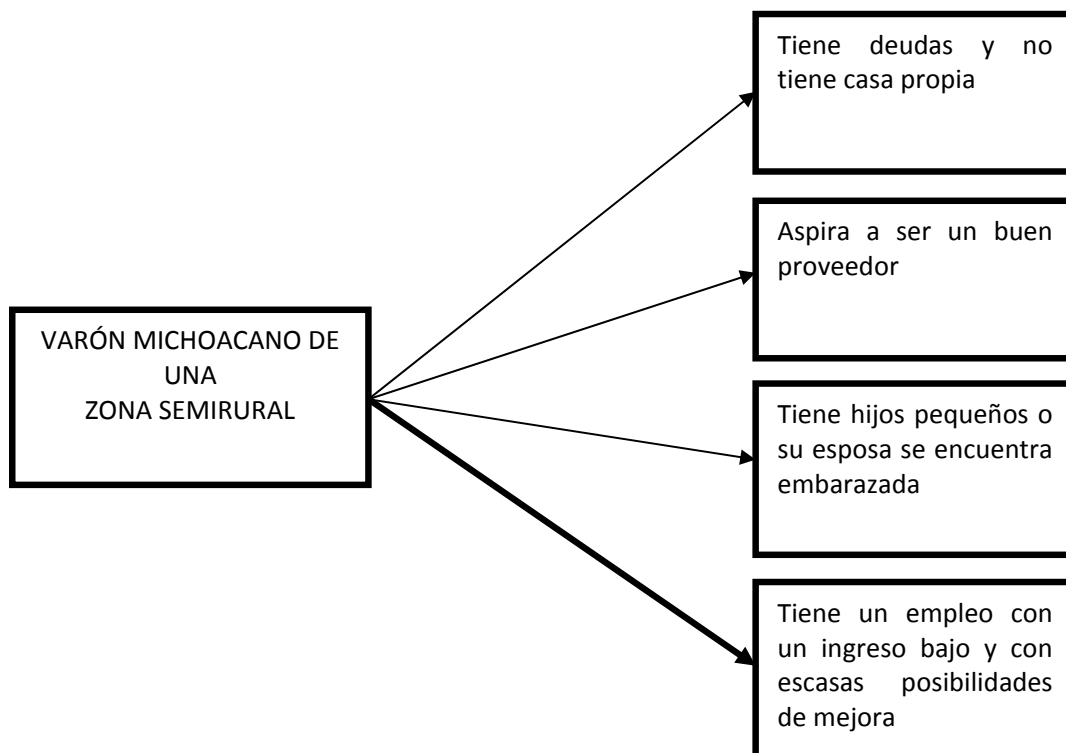 Tiene deudas y no
tiene casa propia
Aspira a ser un buen
proveedor
VARÓN MICHOACANO DE
UNA
ZONA SEMIRURAL
Tiene hijos pequeños o
su esposa se encuentra
embarazada
Tiene un empleo con
un ingreso bajo y con
escasas posibilidades
de mejora